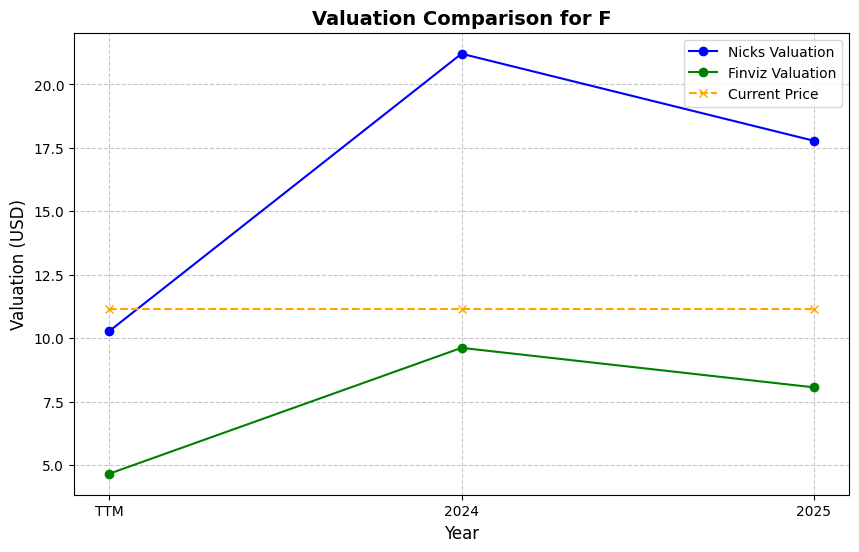 Valuation Comparison for F
Nicks Valuation
Finviz Valuation
Current Price
Valuation (USD)
20.0
17.5
15.0
12.5
10.0
7.5
5.0
TTM
2024
2025
Year